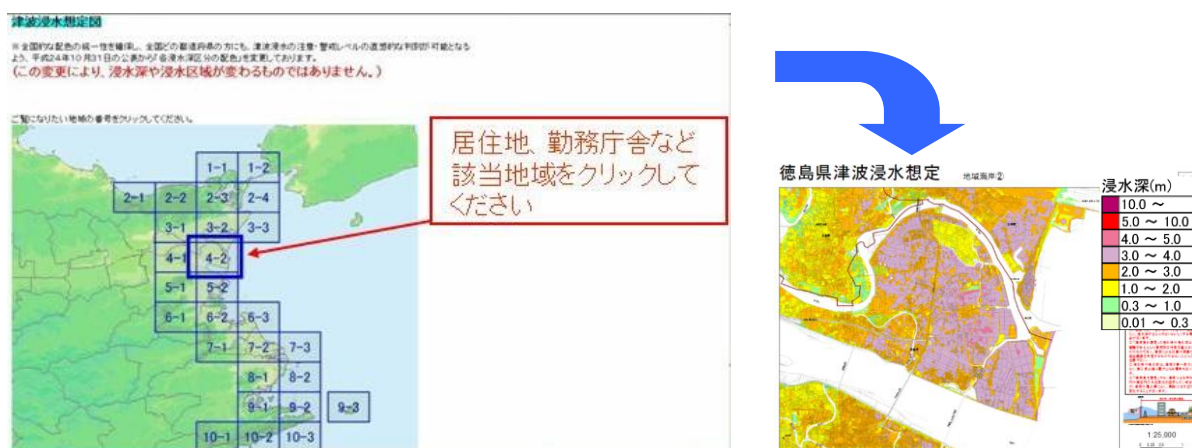 津波浸水想定図
※全国的な配色の統一性を確保し、全国どの都道府県の方にも、津波浸水の注意・警戒レベルの直感的な判別が可能となる
よう、平成24年10月31日の公表から「各浸水深区分の配色」を変更しております。
(この変更により、浸水深や浸水区域が変わるものではありません。)
ご覧になりたい地域の番号をクリックしてください。
1-1 1-2
2-1 2-2 2-3 2-4
3-1 3-2 3-3
4-1 4-2
5-1 5-2
6-1 6-2 6-3
7-1 7-2 7-3
8-1 8-2
9-1 9-2 9-3
10-1 10-2 10-3
居住地、勤務庁舎など
該当地域をクリックして
ください
徳島県津波浸水想定 地域海岸②
浸水深(m)
10.0 ～
5.0 ～ 10.0
4.0 ～ 5.0
3.0 ～ 4.0
2.0 ～ 3.0
1.0 ～ 2.0
0.3 ～ 1.0
0.01 ～ 0.3
1:25,000